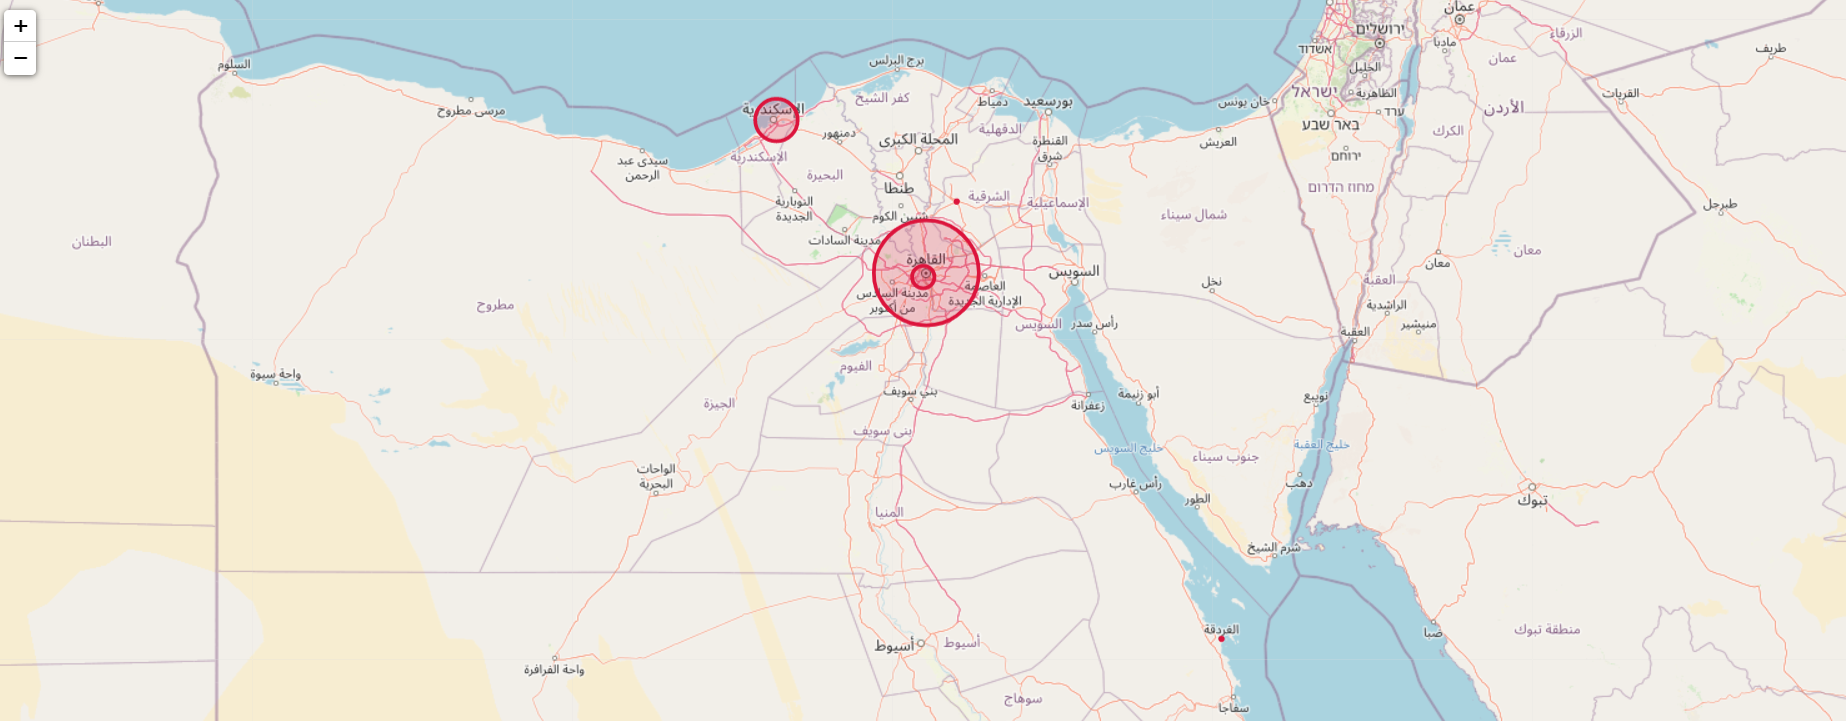 +
−
السلوم
مرسى مطروح
سيدي عبد
الرحمن
الإسكندرية
الإسكندرية
برج البرلس
كفر الشيخ
دمنهور
المحلة الكبرى
دمياط
بورسعيد
الدقهلية
القنطرة
شرق
البحيرة
طنطا
النوبارية
الجديدة
شبين الكوم
الشرقية
الإسماعيلية
مدينة السادات
القاهرة
مدينة السادس
من أكتوبر
العاصمة
الإدارية الجديدة
السويس
السويس
رأس سدر
العريش
شمال سيناء
نخل
خان يونس
אשדוד
ירושלים
الخليل
الظاهرية
ישראל
ערד
באר שבע
ירוחם
מחוז הדרום
عمان
مادبا
عمان
الزرقاء
الأردن
الكرك
طريف
القريات
طبرجل
معان
معان
العقبة
الراشدية
منيشير
العقبة
البطنان
مطروح
واحة سيوة
الجيزة
الفيوم
بني سويف
بنى سويف
زعفرانة
أبو زنيمة
نويبع
خليج السويس
جنوب سيناء
خليج العقبة
الواحات
البحرية
رأس غارب
الطور
دهب
تبوك
المنيا
شرم الشيخ
الغردقة
ضبا
منطقة تبوك
أسيوط
أسيوط
واحة الفرافرة
سوهاج
سفاجا